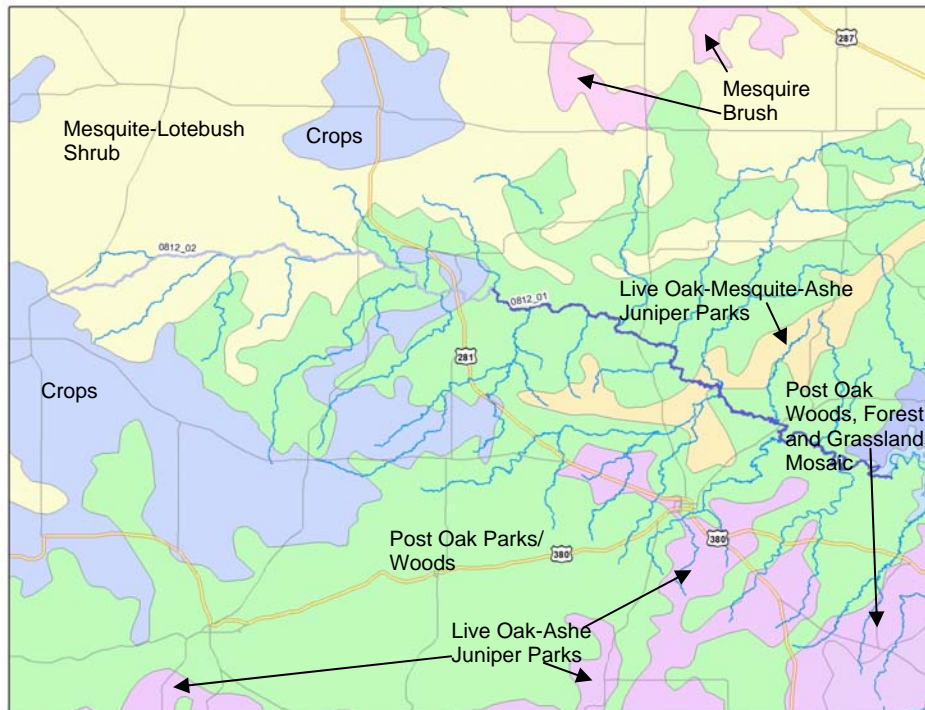 287
Mesquire
Brush
Mesquite-Lotebush
Shrub
Crops
0812_02
0812_01
Live Oak-Mesquite-Ashe
Juniper Parks
281
Crops
Post Oak
Woods, Forest
and Grassland
Mosaic
Post Oak Parks/
Woods
380
380
Live Oak-Ashe
Juniper Parks